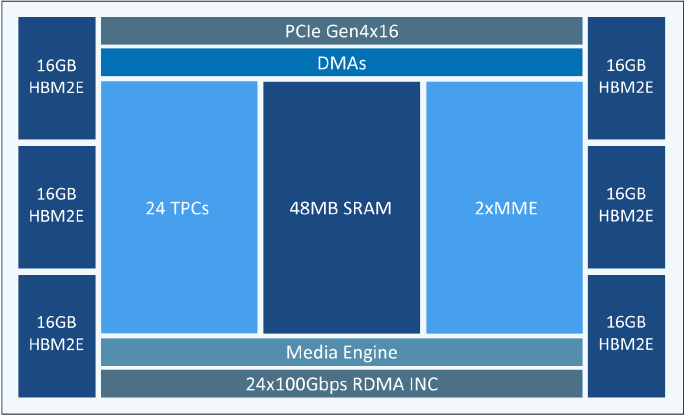 PCIe Gen4x16
DMAs
16GB
HBM2E
16GB
HBM2E
16GB
HBM2E
24 TPCs
48MB SRAM
2xMME
16GB
HBM2E
16GB
HBM2E
16GB
HBM2E
Media Engine
24x100Gbps RDMA INC